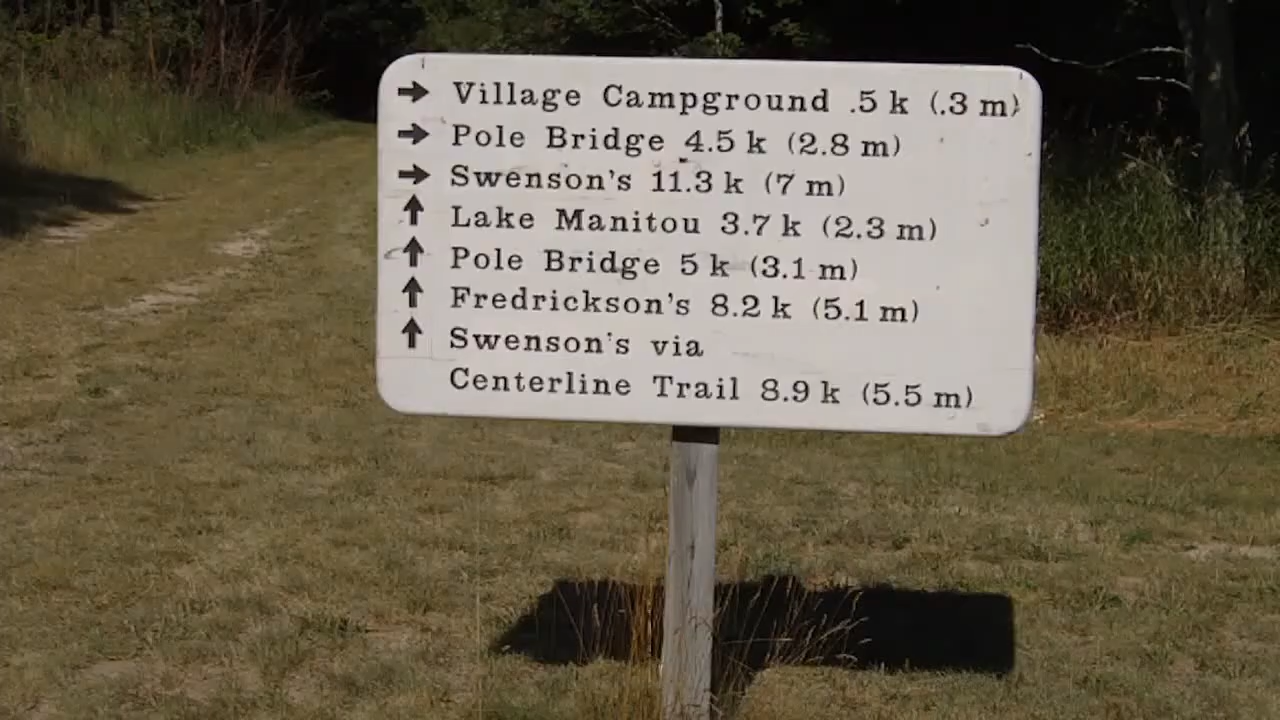 → Village Campground .5 k (.3 m)
→ Pole Bridge 4.5 k (2.8 m)
→ Swenson's 11.3 k (7 m)
↑ Lake Manitou 3.7 k (2.3 m)
↑ Pole Bridge 5 k (3.1 m)
↑ Fredrickson's 8.2 k (5.1 m)
↑ Swenson's via
Centerline Trail 8.9 k (5.5 m)